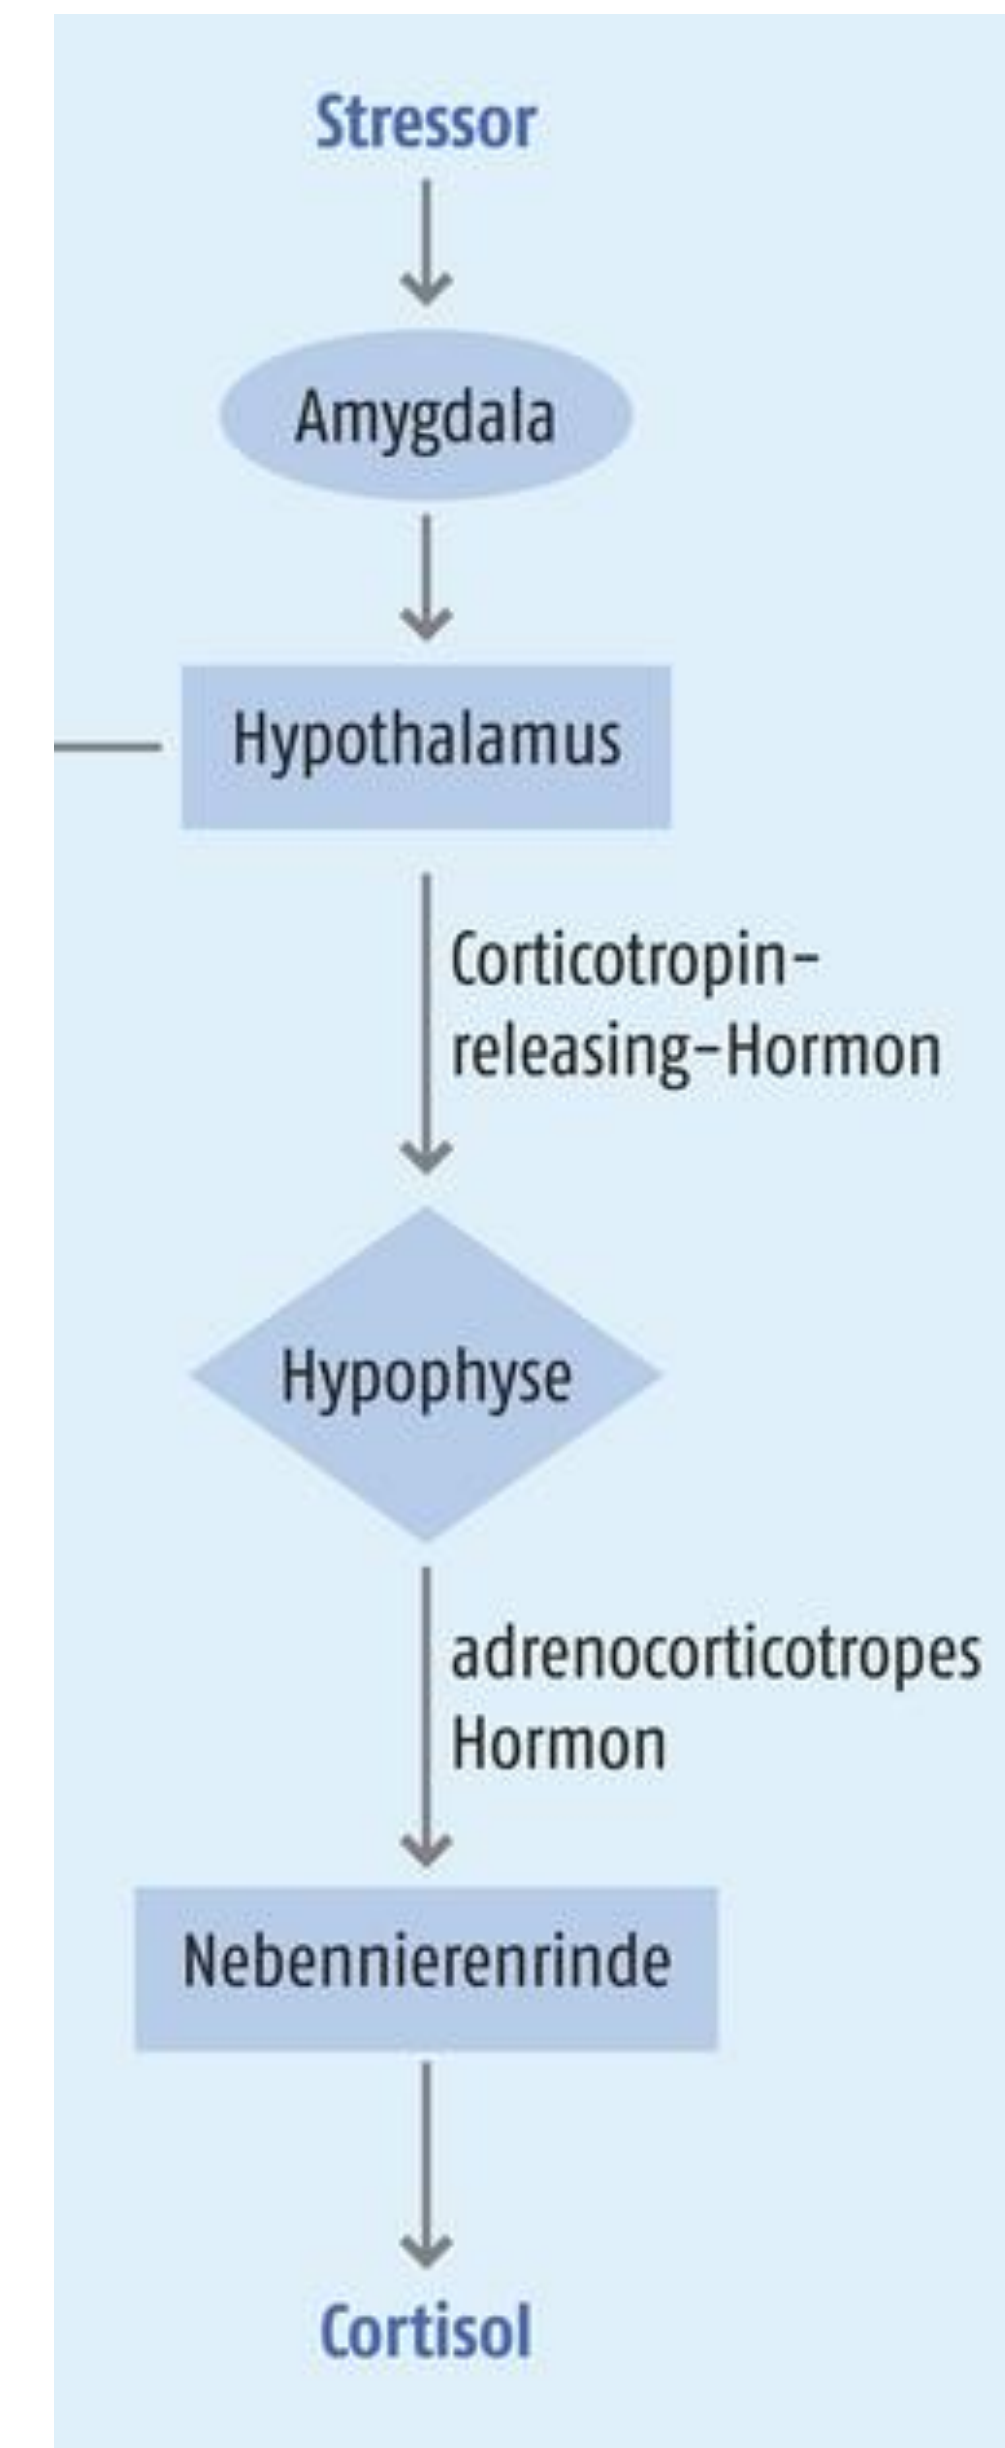 Stressor
Amygdala
Hypothalamus
Corticotropin-
releasing-Hormon
Hypophyse
adrenocorticotropes
Hormon
Nebennierenrinde
Cortisol